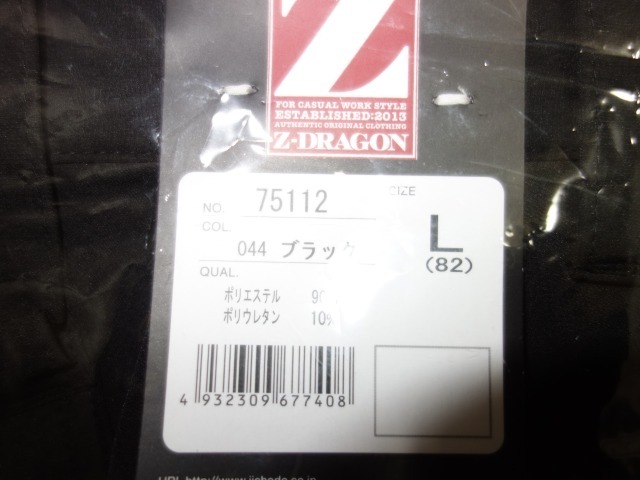 Z
FOR CASUAL WORK STYLE
ESTABLISHED:2013
AUTHENTIC ORIGINAL CLOTHING
Z-DRAGON
NO. 75112
SIZE
COL.
044 ブラック
L
(82)
QUAL.
ポリエステル
ポリウレタン 10%
4 932309 677408